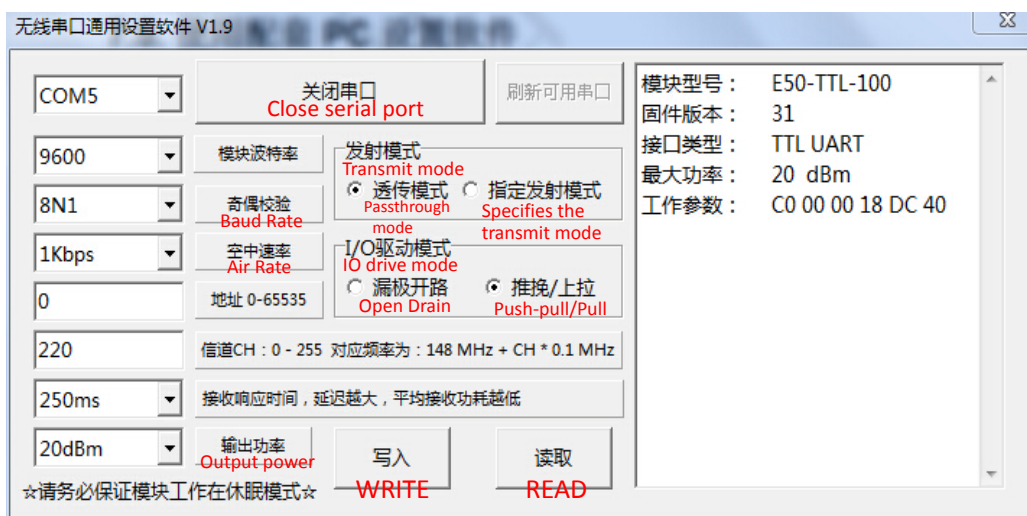 无线串口通用设置软件 V1.9
COM5
关闭串口
Close serial port
刷新可用串口
9600
模块波特率
8N1
奇偶校验
Baud Rate
1Kbps
空中速率
Air Rate
0
地址 0-65535
发射模式
Transmit mode
透传模式
Passthrough
mode
指定发射模式
Specifies the
transmit mode
I/O驱动模式
IO drive mode
漏极开路
Open Drain
推挽/上拉
Push-pull/Pull
220
信道CH：0 - 255 对应频率为：148 MHz + CH * 0.1 MHz
250ms
接收响应时间，延迟越大，平均接收功耗越低
20dBm
输出功率
Output power
写入
WRITE
读取
READ
☆请务必保证模块工作在休眠模式☆
模块型号： E50-TTL-100
固件版本： 31
接口类型： TTL UART
最大功率： 20 dBm
工作参数： C0 00 00 18 DC 40